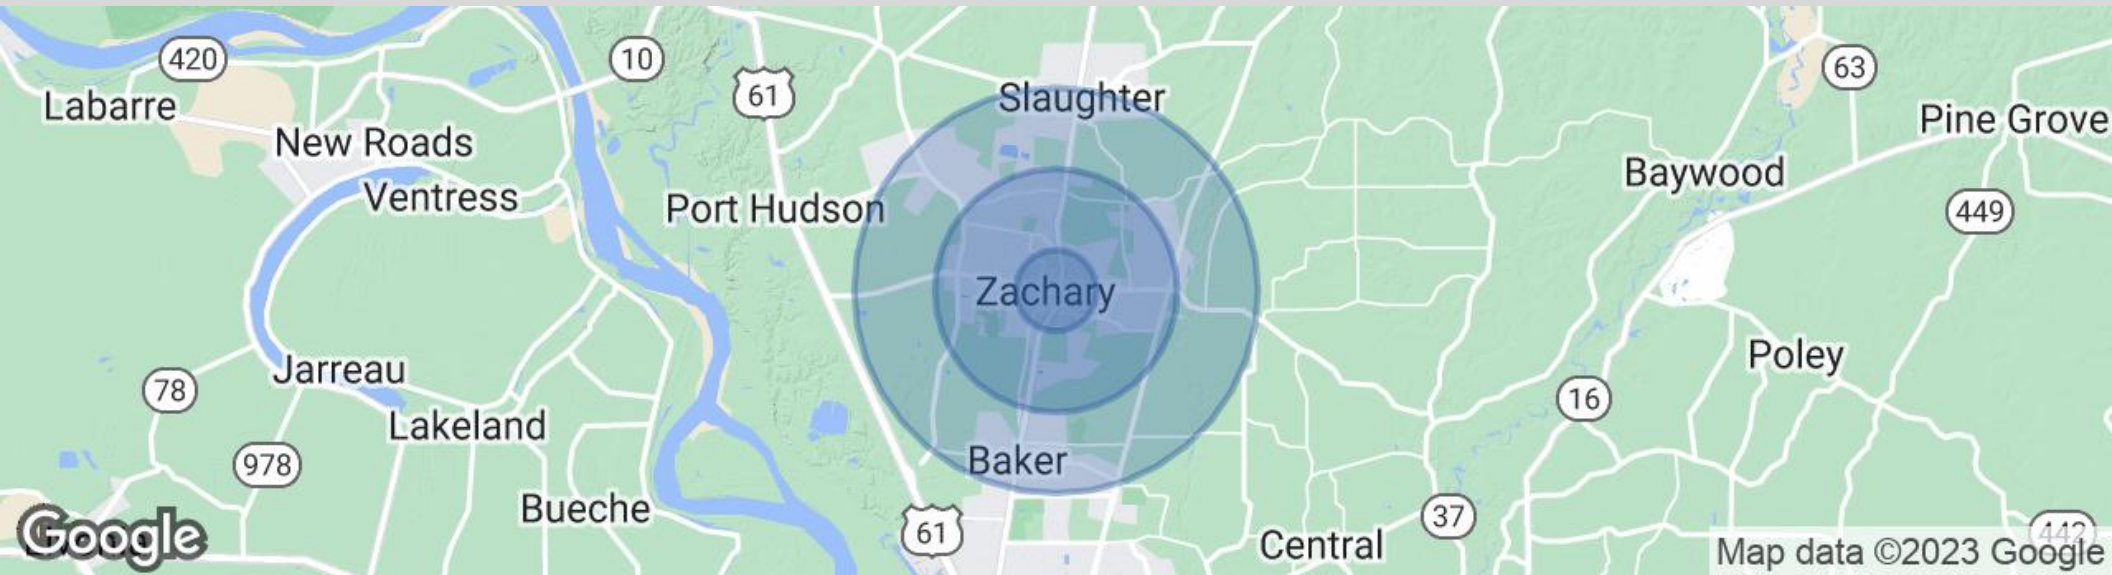 420
10
61
63
Labarre
Slaughter
Pine Grove
New Roads
Baywood
Ventress
Port Hudson
449
Zachary
Jarreau
Poley
78
16
Lakeland
Baker
978
Bueche
37
61
Central
442
Google
Map data ©2023 Google